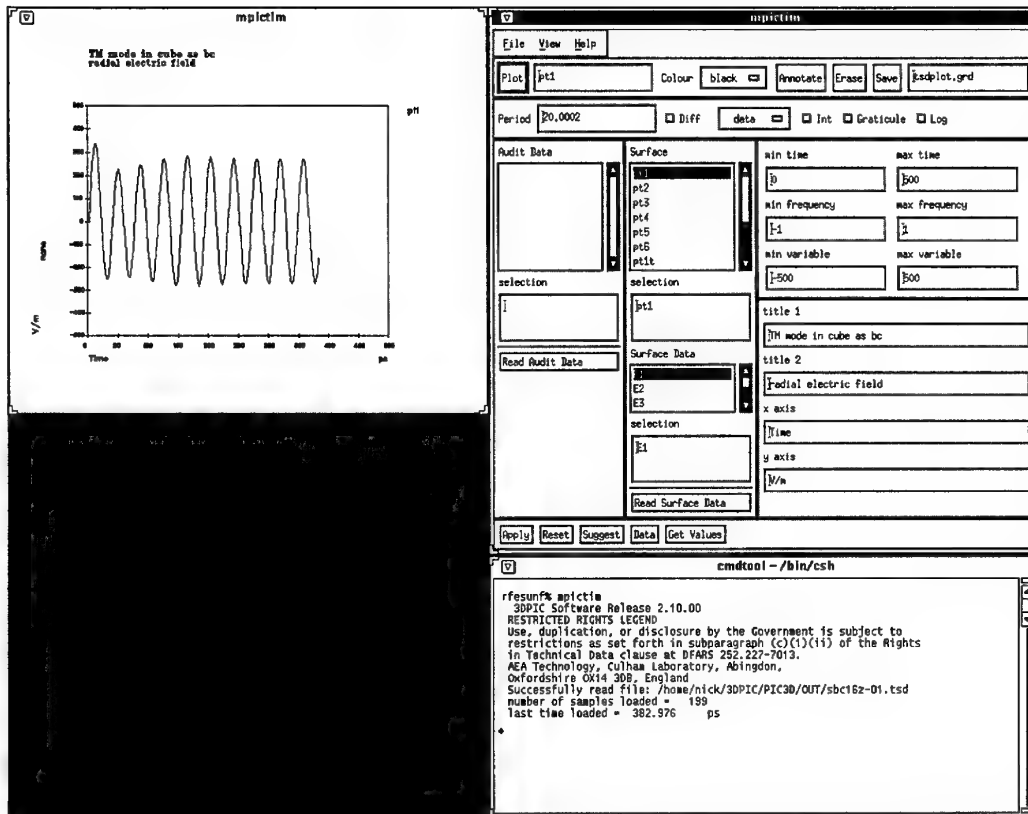 mpictim
TM mode in cube as bc
radial electric field
pt1
V/m
Time
ps
mpictim
File View Help
Plot pt1 Colour black Annotate Erase Save tsdplot.grd
Period 20.0002 Diff data Int Graticule Log
Audit Data
selection
Read Audit Data
Surface
pt2
pt3
pt4
pt5
pt6
pt1t
selection
pt1
Surface Data
E2
E3
selection
E1
Read Surface Data
min time max time
0 500
min frequency max frequency
-1 1
min variable max variable
-500 500
title 1
TM mode in cube as bc
title 2
radial electric field
x axis
Time
y axis
V/m
Apply Reset Suggest Data Get Values
cmdtool - /bin/csh
rfesunf% mpictim
3DPIC Software Release 2.10.00
RESTRICTED RIGHTS LEGEND
Use, duplication, or disclosure by the Government is subject to
restrictions as set forth in subparagraph (c)(1)(ii) of the Rights
in Technical Data clause at DFARS 252.227-7013.
AEA Technology, Culham Laboratory, Abingdon,
Oxfordshire OX14 3DB, England
Successfully read file: /home/nick/3DPIC/PIC3D/OUT/sbc16z-01.tsd
number of samples loaded = 199
last time loaded = 382.976 ps